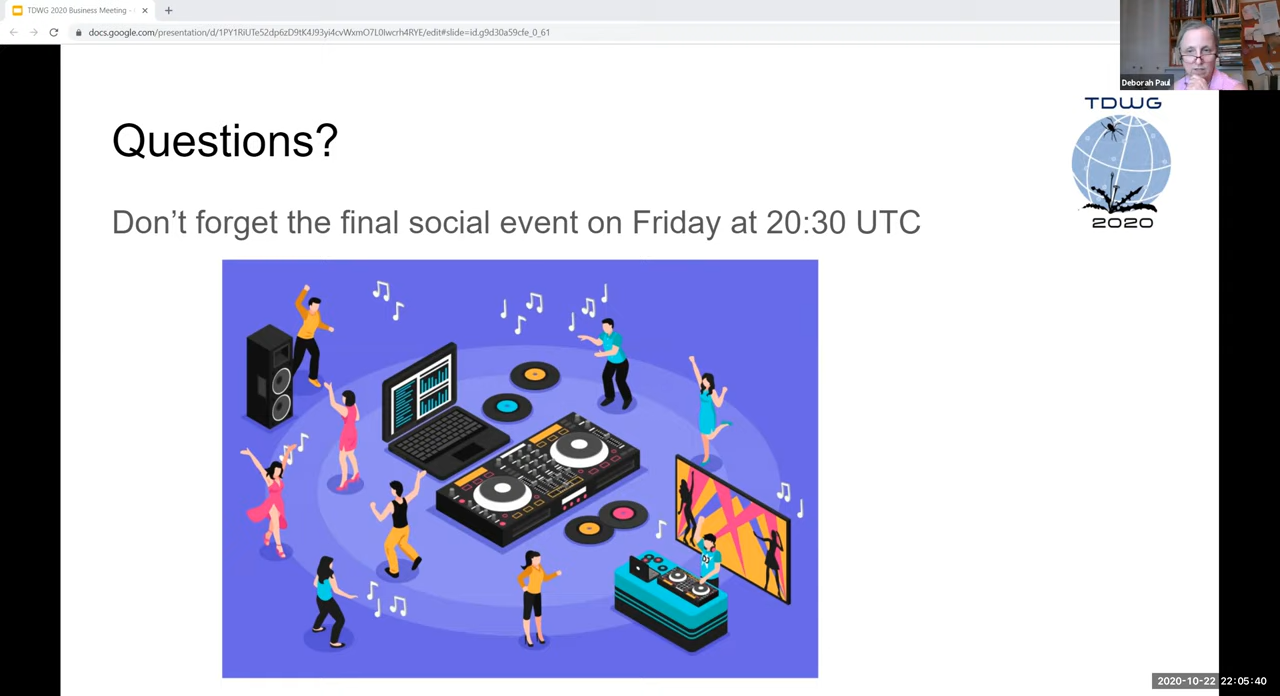 TDWG 2020 Business Meeting -
docs.google.com/presentation/d/1PY1RiUTe52dp6zD9tK4J93yi4cvWxmO7L0lwcrh4RYE/edit#slide=id.g9d30a59cfe_0_61
Deborah Paul
TDWG
2020
Questions?
Don’t forget the final social event on Friday at 20:30 UTC
2020-10-22 22:05:40